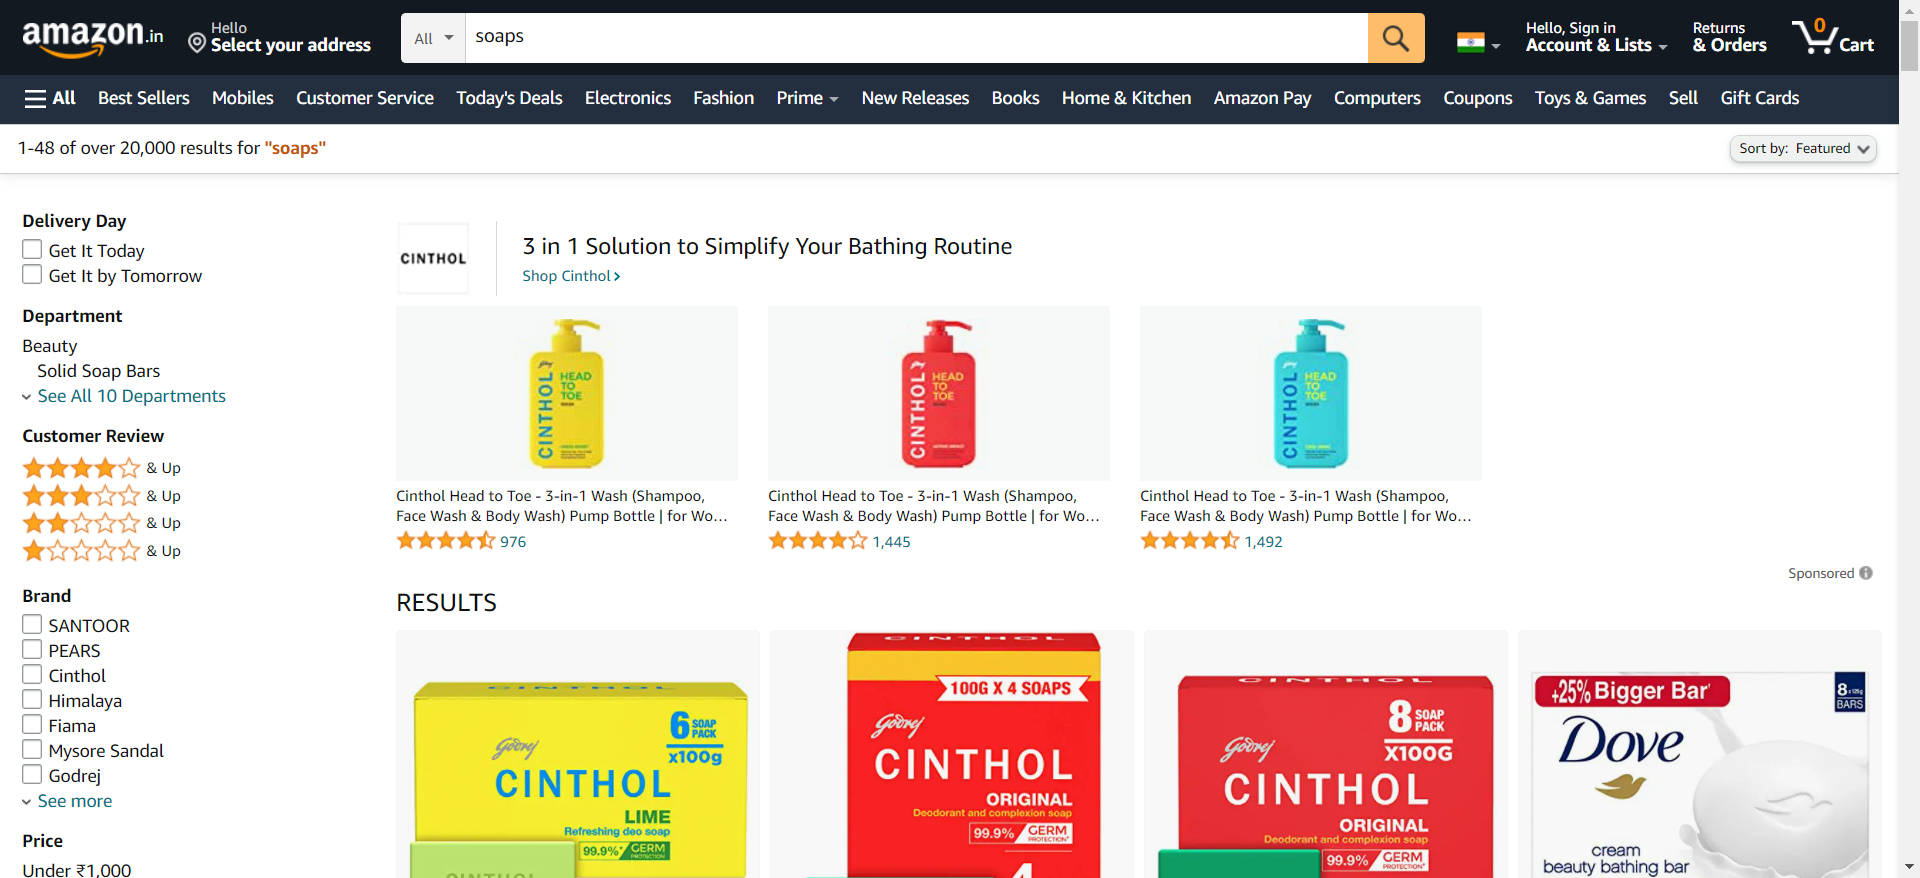 amazon.in
Hello
Select your address
All
soaps
Hello, Sign in
Account & Lists
Returns
& Orders
0
Cart
All Best Sellers Mobiles Customer Service Today's Deals Electronics Fashion Prime New Releases Books Home & Kitchen Amazon Pay Computers Coupons Toys & Games Sell Gift Cards
1-48 of over 20,000 results for "soaps"
Sort by: Featured
Delivery Day
Get It Today
Get It by Tomorrow
Department
Beauty
Solid Soap Bars
See All 10 Departments
Customer Review
& Up
& Up
& Up
& Up
Brand
SANTOOR
PEARS
Cinthol
Himalaya
Fiama
Mysore Sandal
Godrej
See more
Price
Under ₹1,000
CINTHOL
3 in 1 Solution to Simplify Your Bathing Routine
Shop Cinthol
Godrej
CINTHOL
HEAD
TO
TOE
CINTHOL
HEAD
TO
TOE
CINTHOL
HEAD
TO
TOE
Cinthol Head to Toe - 3-in-1 Wash (Shampoo,
Face Wash & Body Wash) Pump Bottle | for Wo...
976
Cinthol Head to Toe - 3-in-1 Wash (Shampoo,
Face Wash & Body Wash) Pump Bottle | for Wo...
1,445
Cinthol Head to Toe - 3-in-1 Wash (Shampoo,
Face Wash & Body Wash) Pump Bottle | for Wo...
1,492
Sponsored
RESULTS
CINTHOL
6 SOAP
PACK
x100g
Godrej
CINTHOL
LIME
Refreshing deo soap
99.9%* GERM
PROTECTION
CINTHOL
CINTHOL
100G X 4 SOAPS
Godrej
CINTHOL
ORIGINAL
Deodorant and complexion soap
99.9% GERM
PROTECTION*
4
CINTHOL
8 SOAP
PACK
X100G
Godrej
CINTHOL
ORIGINAL
Deodorant and complexion soap
99.9% GERM
PROTECTION*
+25% Bigger Bar*
8 x 125g
BARS
Dove
cream
beauty bathing bar